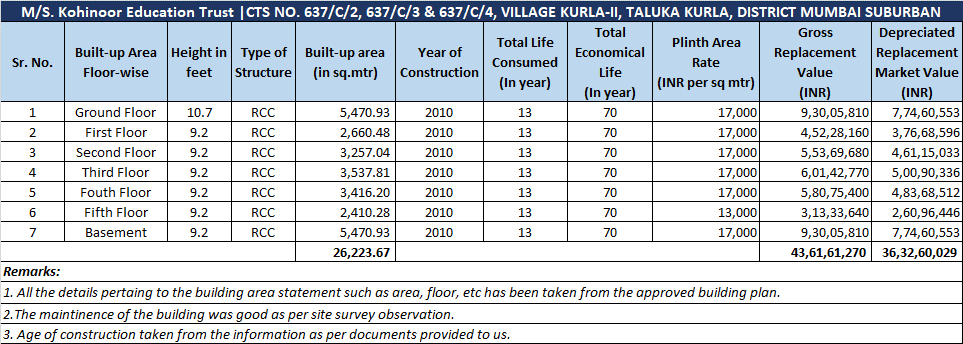 M/S. Kohinoor Education Trust |CTS NO. 637/C/2, 637/C/3 & 637/C/4, VILLAGE KURLA-II, TALUKA KURLA, DISTRICT MUMBAI SUBURBAN
Sr. No. Built-up Area Floor-wise Height in feet Type of Structure Built-up area (in sq.mtr) Year of Construction Total Life Consumed (In year) Total Economical Life (In year) Plinth Area Rate (INR per sq mtr) Gross Replacement Value (INR) Depreciated Replacement Market Value (INR)
1 Ground Floor 10.7 RCC 5,470.93 2010 13 70 17,000 9,30,05,810 7,74,60,553
2 First Floor 9.2 RCC 2,660.48 2010 13 70 17,000 4,52,28,160 3,76,68,596
3 Second Floor 9.2 RCC 3,257.04 2010 13 70 17,000 5,53,69,680 4,61,15,033
4 Third Floor 9.2 RCC 3,537.81 2010 13 70 17,000 6,01,42,770 5,00,90,336
5 Fouth Floor 9.2 RCC 3,416.20 2010 13 70 17,000 5,80,75,400 4,83,68,512
6 Fifth Floor 9.2 RCC 2,410.28 2010 13 70 13,000 3,13,33,640 2,60,96,446
7 Basement 9.2 RCC 5,470.93 2010 13 70 17,000 9,30,05,810 7,74,60,553
26,223.67 43,61,61,270 36,32,60,029
Remarks:
1. All the details pertaing to the building area statement such as area, floor, etc has been taken from the approved building plan.
2.The maintinence of the building was good as per site survey observation.
3. Age of construction taken from the information as per documents provided to us.